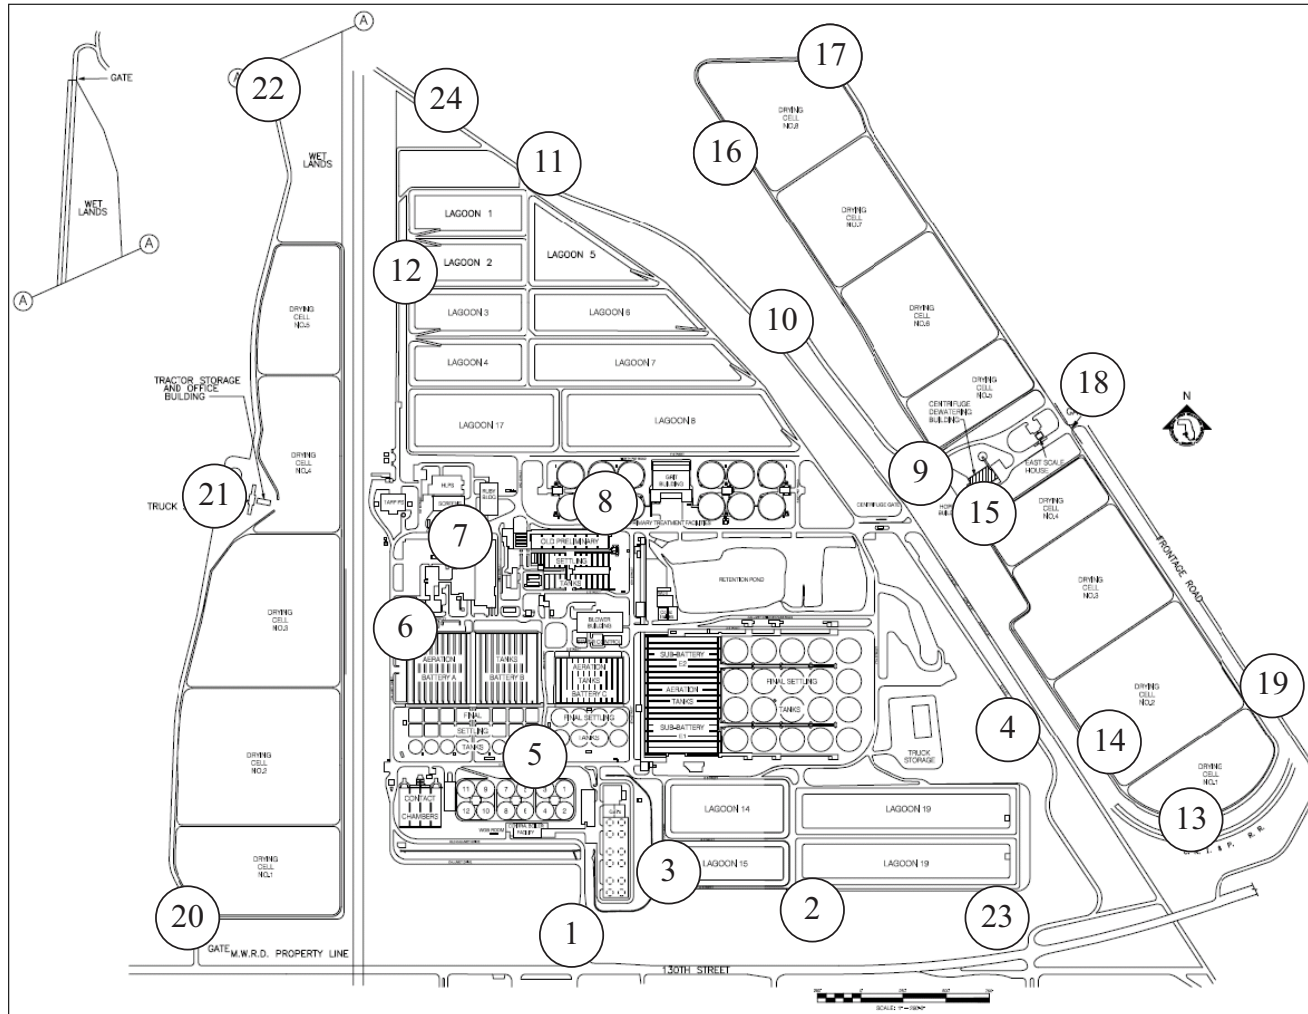 A
17
GATE
A
22
24
DRYING
CELL
NO.8
WET
LANDS
16
11
WET
LANDS
LAGOON 1
DRYING
CELL
NO.7
A
LAGOON 2
12
LAGOON 5
A
DRYING
CELL
NO.5
LAGOON 3
LAGOON 6
10
DRYING
CELL
NO.6
LAGOON 4
LAGOON 7
TRACTOR STORAGE
AND OFFICE
BUILDING
DRYING
CELL
18
N
CENTRIFUGE
DEWATERING
BUILDING
LAGOON 17
LAGOON 8
DRYING
CELL
NO.4
EAST SCALE
HOUSE
9
21
TRUCK
GRIT
BUILDING
8
15
DRYING
CELL
NO.4
CENTRIFUGE GATE
7
PRIMARY TREATMENT FACILITIES
OLD PRELIMINARY
SETTLING
TANKS
RETENTION POND
FRONTAGE ROAD
DRYING
CELL
NO.3
6
BLOWER
BUILDING
DRYING
CELL
NO.3
AERATION
BATTERY A
TANKS
BATTERY B
AERATION
TANKS
BATTERY C
SUB-BATTERY
E2
AERATION
TANKS
SUB-BATTERY
E1
FINAL SETTLING
TANKS
DRYING
CELL
NO.2
19
FINAL
SETTLING
TANKS
FINAL SETTLING
TANKS
5
4
14
TRUCK
STORAGE
DRYING
CELL
NO.2
DRYING
CELL
NO.1
CONTACT
CHAMBERS
11 9 7 1
12 10 8 6 4 2
LAGOON 14
LAGOON 19
13
3
LAGOON 15
LAGOON 19
DRYING
CELL
NO.1
20
1
2
23
GATE
M.W.R.D. PROPERTY LINE
130TH STREET